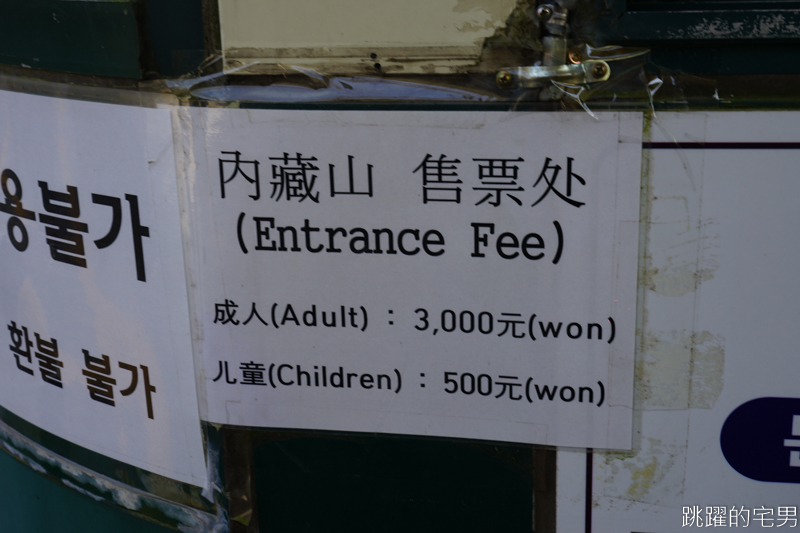 용불가
환불 불가
內藏山 售票处
(Entrance Fee)
成人(Adult) : 3,000元(won)
儿童(Children) : 500元(won)
跳躍的宅男